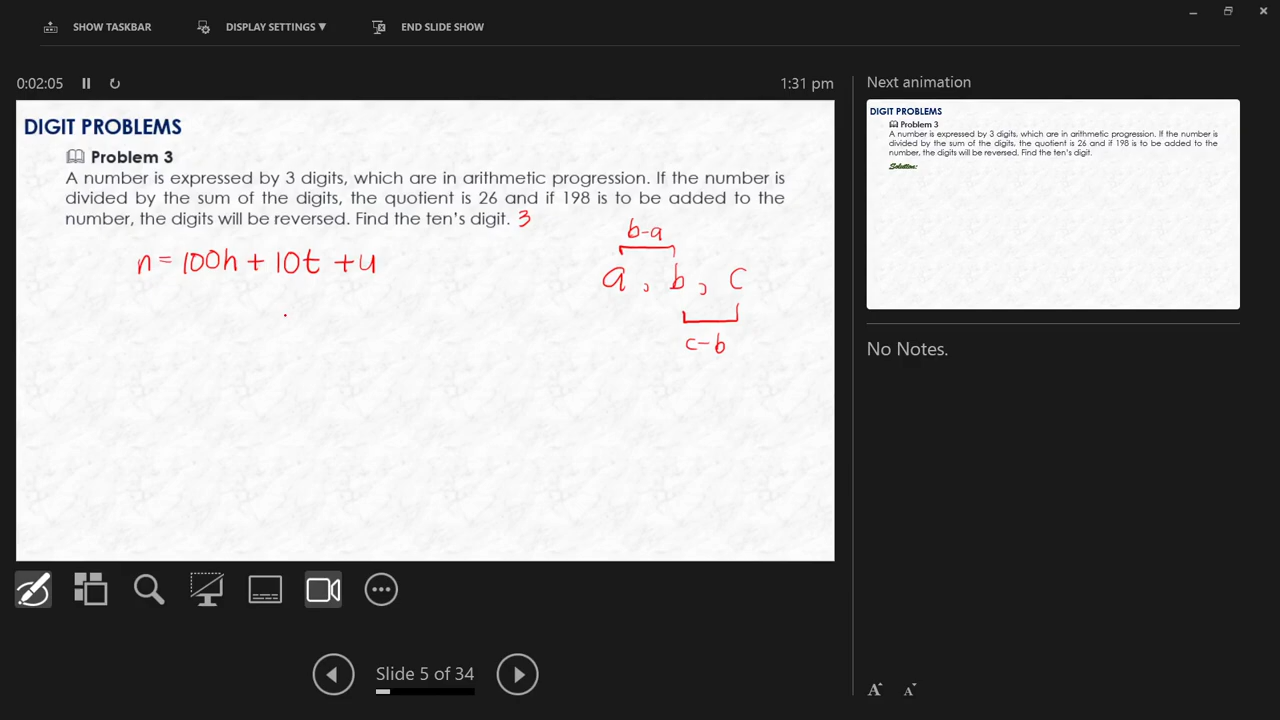 SHOW TASKBAR
DISPLAY SETTINGS ▼
END SLIDE SHOW
0:02:05
1:31 pm
DIGIT PROBLEMS
Problem 3
A number is expressed by 3 digits, which are in arithmetic progression. If the number is
divided by the sum of the digits, the quotient is 26 and if 198 is to be added to the
number, the digits will be reversed. Find the ten's digit. 3
n = 100h + 10t + u
b-a
a, b, c
c-b
Next animation
DIGIT PROBLEMS
Problem 3
A number is expressed by 3 digits, which are in arithmetic progression. If the number is
divided by the sum of the digits, the quotient is 26 and if 198 is to be added to the
number, the digits will be reversed. Find the ten's digit.
Solution:
No Notes.
Slide 5 of 34
A A